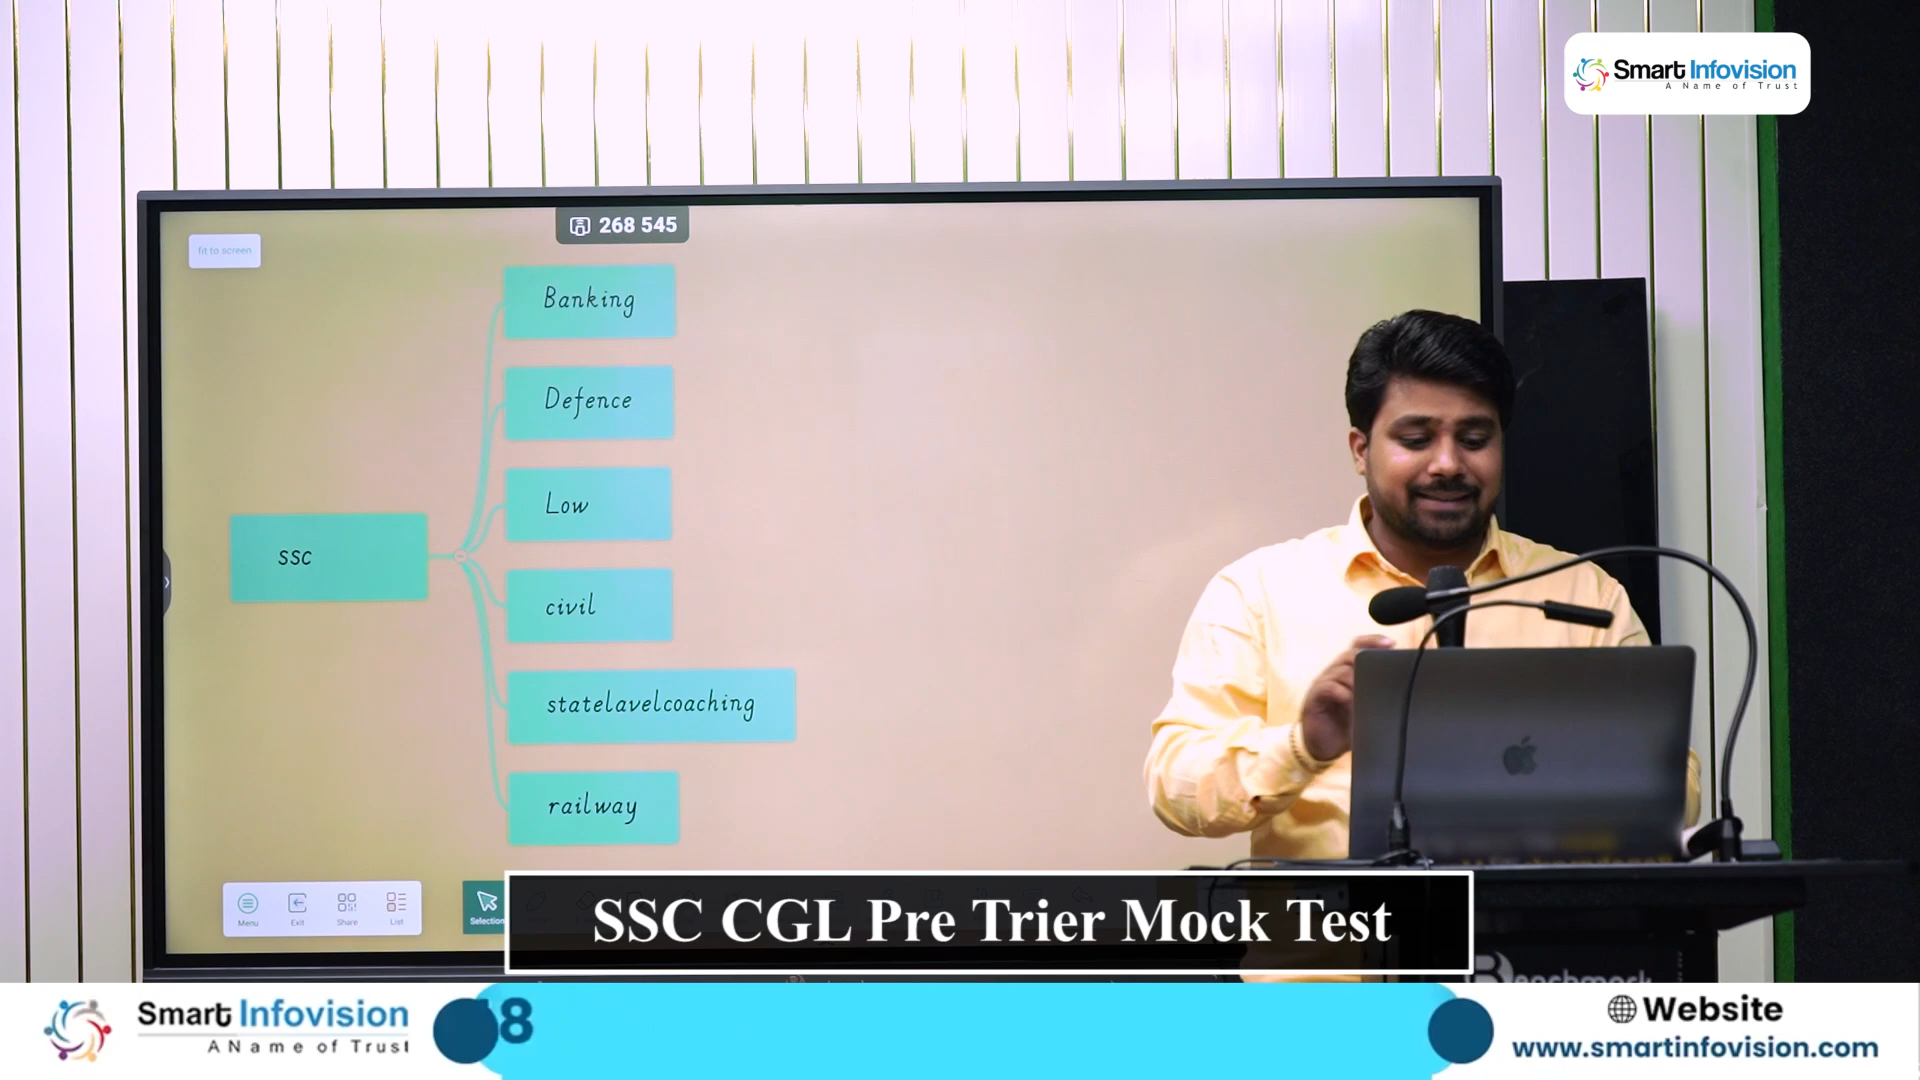 Smart Infovision
A Name of Trust
268 545
fit to screen
Banking
Defence
Low
ssc
civil
statelavelcoaching
railway
Menu
Exit
Share
List
Selection
SSC CGL Pre Trier Mock Test
Benchmark
Smart Infovision
A Name of Trust
8
Website
www.smartinfovision.com